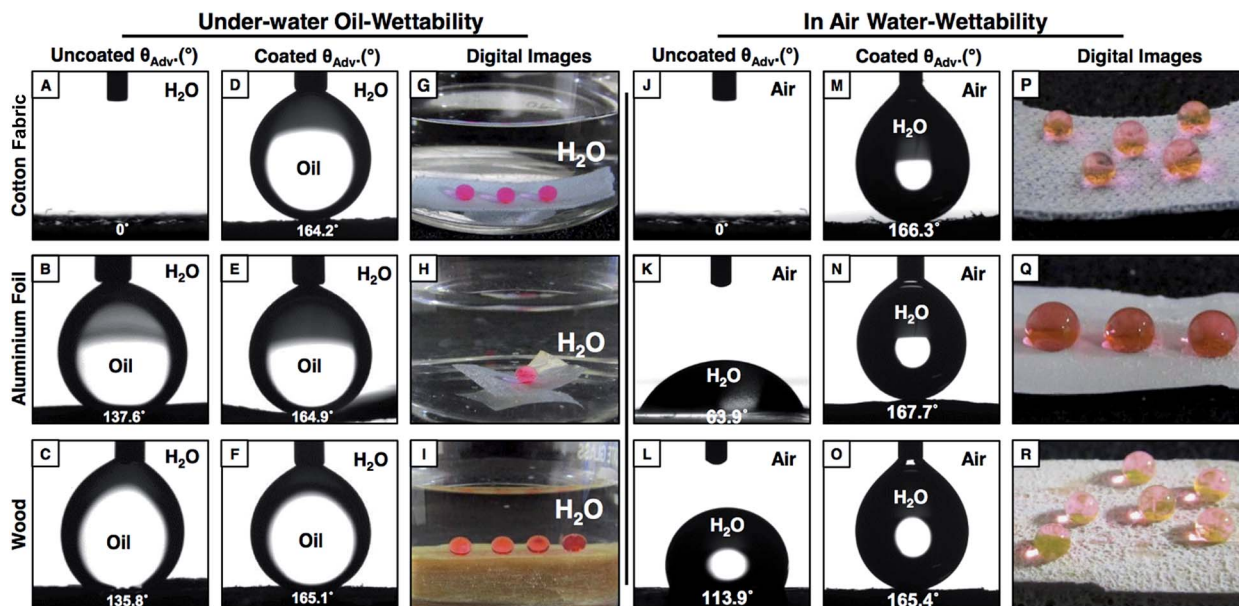 Under-water Oil-Wettability
In Air Water-Wettability
Uncoated θAdv.(°)
Coated θAdv.(°)
Digital Images
Uncoated θAdv.(°)
Coated θAdv.(°)
Digital Images
Cotton Fabric
A
H₂O
0°
D
H₂O
Oil
164.2°
G
H₂O
J
Air
0°
M
Air
H₂O
166.3°
P
Aluminium Foil
B
H₂O
Oil
137.6°
E
H₂O
Oil
164.9°
H
H₂O
K
Air
H₂O
63.9°
N
Air
H₂O
167.7°
Q
Wood
C
H₂O
Oil
135.8°
F
H₂O
Oil
165.1°
I
H₂O
L
Air
H₂O
113.9°
O
Air
H₂O
165.4°
R